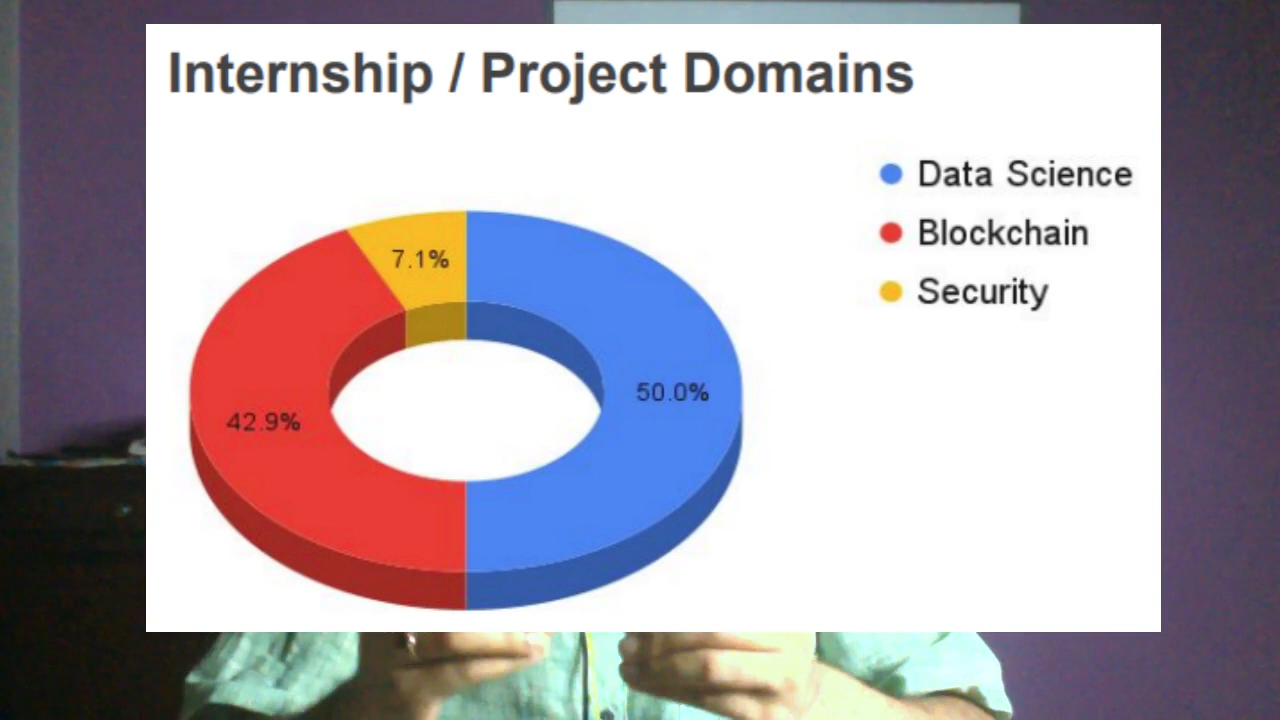 Internship / Project Domains
Data Science
Blockchain
Security
7.1%
50.0%
42.9%